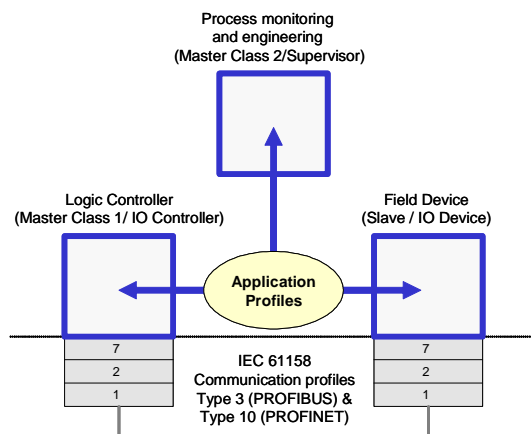 Process monitoring
and engineering
(Master Class 2/Supervisor)
Logic Controller
(Master Class 1/ IO Controller)
Field Device
(Slave / IO Device)
Application
Profiles
7
2
1
IEC 61158
Communication profiles
Type 3 (PROFIBUS) &
Type 10 (PROFINET)
7
2
1